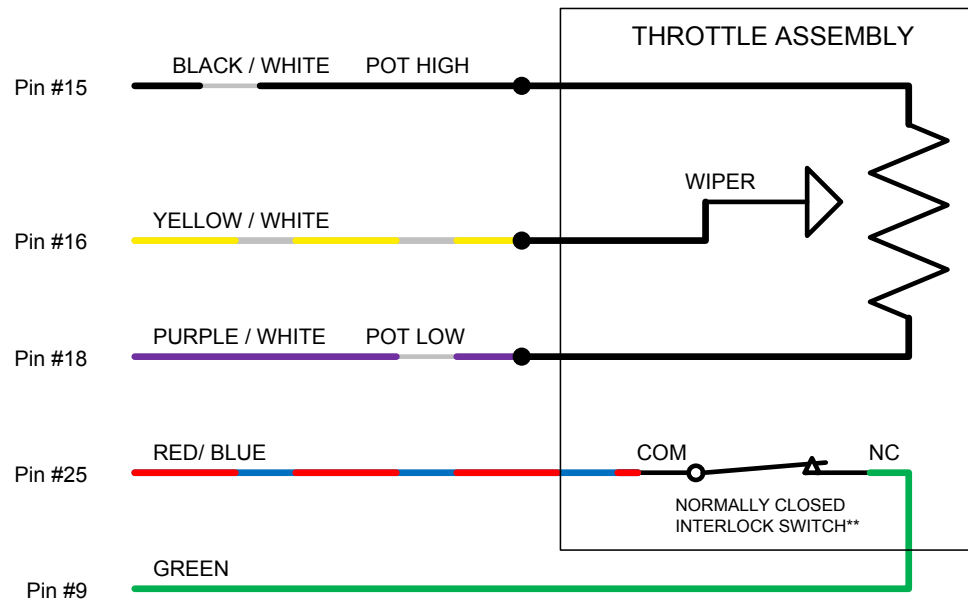 THROTTLE ASSEMBLY
BLACK / WHITE POT HIGH
Pin #15
WIPER
YELLOW / WHITE
Pin #16
PURPLE / WHITE POT LOW
Pin #18
RED/ BLUE COM NC
Pin #25
NORMALLY CLOSED
INTERLOCK SWITCH**
GREEN
Pin #9